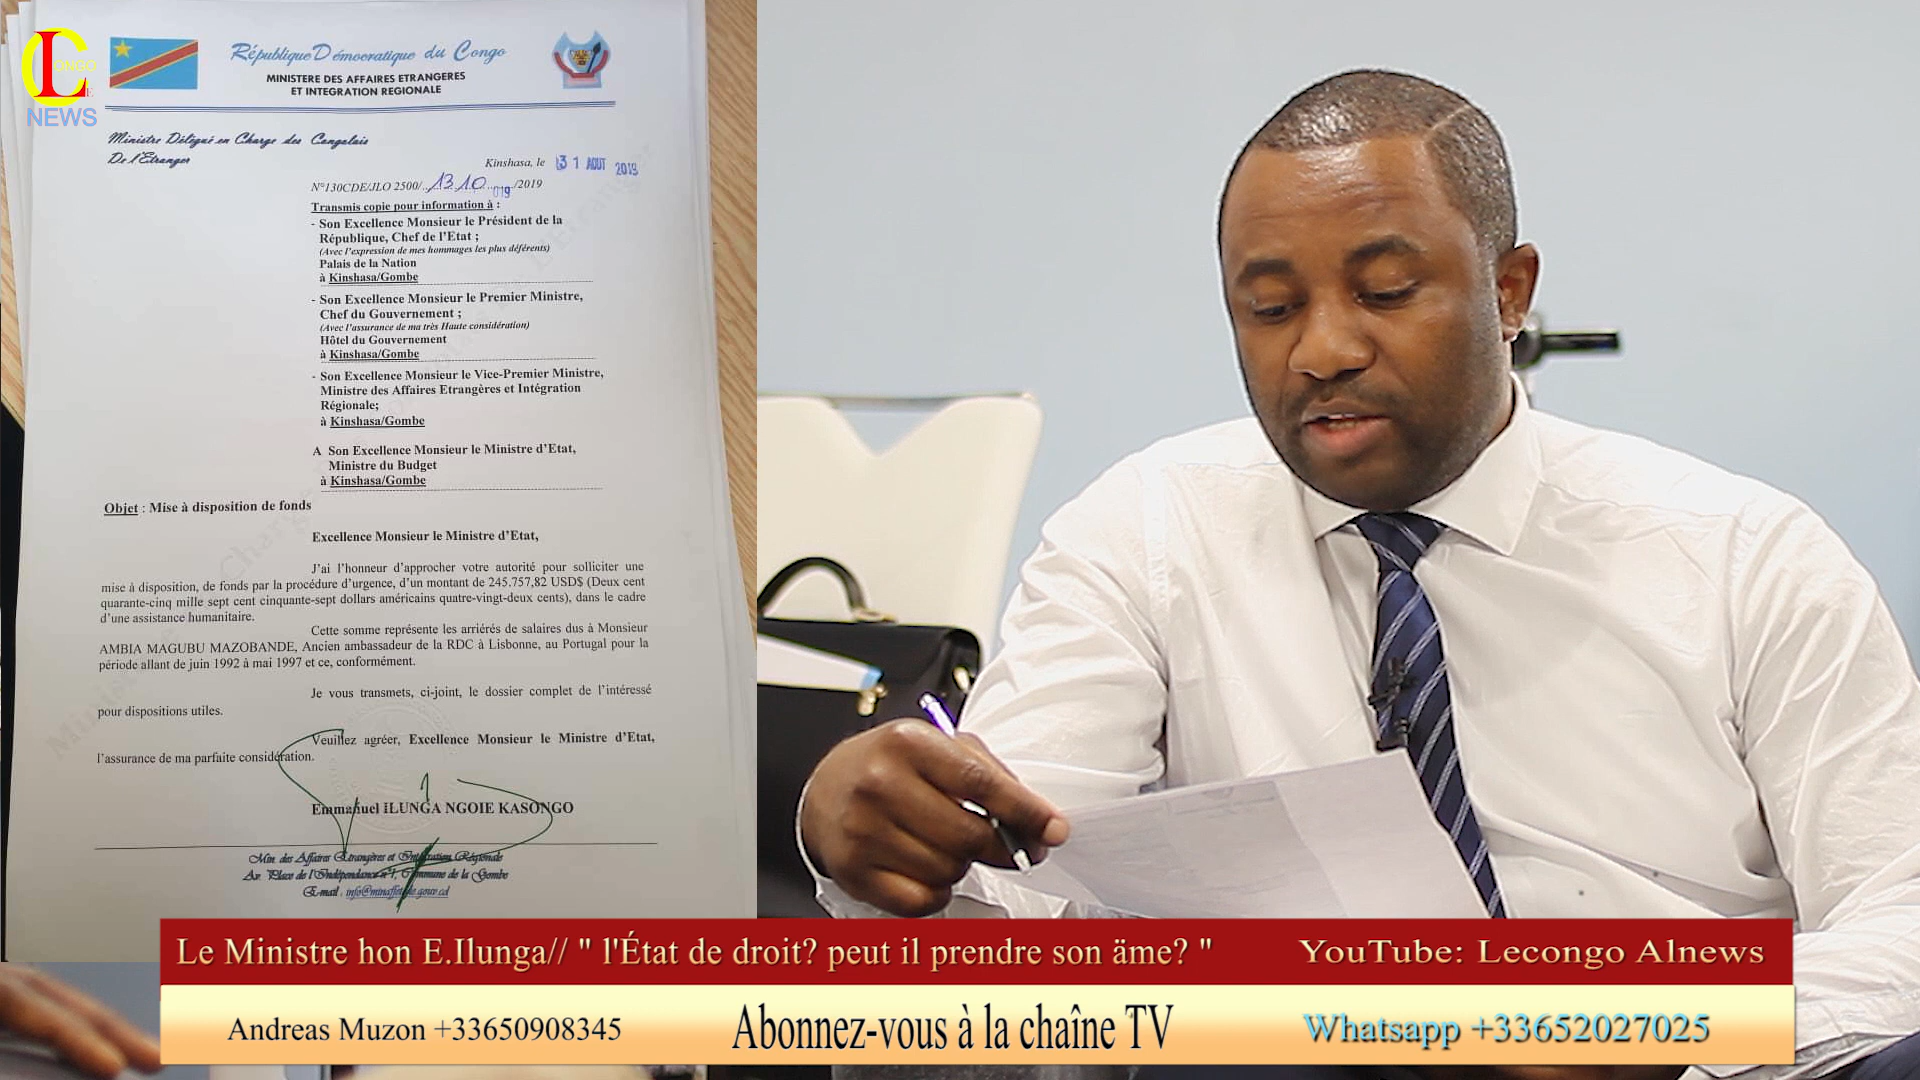 CONGO
LE
NEWS
République Démocratique du Congo
MINISTERE DES AFFAIRES ETRANGERES
ET INTEGRATION REGIONALE
Ministre Délégué en Charge des Congolais
De l'Etranger
Kinshasa, le 31 AOUT 2019
N°130CDE/JLO 2500/...1310...019./2019
Transmis copie pour information à :
- Son Excellence Monsieur le Président de la
République, Chef de l'Etat ;
(Avec l'expression de mes hommages les plus déférents)
Palais de la Nation
à Kinshasa/Gombe
- Son Excellence Monsieur le Premier Ministre,
Chef du Gouvernement ;
(Avec l'assurance de ma très Haute considération)
Hôtel du Gouvernement
à Kinshasa/Gombe
- Son Excellence Monsieur le Vice-Premier Ministre,
Ministre des Affaires Etrangères et Intégration
Régionale;
à Kinshasa/Gombe
A Son Excellence Monsieur le Ministre d'Etat,
Ministre du Budget
à Kinshasa/Gombe
Objet : Mise à disposition de fonds
Excellence Monsieur le Ministre d'Etat,
J'ai l'honneur d'approcher votre autorité pour solliciter une
mise à disposition, de fonds par la procédure d'urgence, d'un montant de 245.757,82 USD$ (Deux cent
quarante-cinq mille sept cent cinquante-sept dollars américains quatre-vingt-deux cents), dans le cadre
d'une assistance humanitaire.
Cette somme représente les arriérés de salaires dus à Monsieur
AMBIA MAGUBU MAZOBANDE, Ancien ambassadeur de la RDC à Lisbonne, au Portugal pour la
période allant de juin 1992 à mai 1997 et ce, conformément.
Je vous transmets, ci-joint, le dossier complet de l'intéressé
pour dispositions utiles.
Veuillez agréer, Excellence Monsieur le Ministre d'Etat,
l'assurance de ma parfaite considération.
Emmanuel ILUNGA NGOIE KASONGO
Min. des Affaires Etrangères et Intégration Régionale
Av. Place de l'Indépendance n°1, Commune de la Gombe
E-mail : info@minaffet
Le Ministre hon E.Ilunga// " l'État de droit? peut il prendre son äme? "
YouTube: Lecongo Alnews
Andreas Muzon +33650908345
Abonnez-vous à la chaîne TV
Whatsapp +33652027025